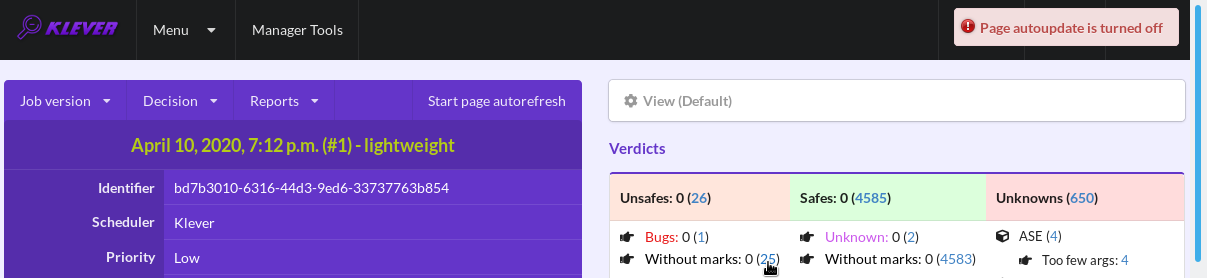 KLEVER
Menu
Manager Tools
Page autoupdate is turned off
Job version
Decision
Reports
Start page autorefresh
April 10, 2020, 7:12 p.m. (#1) - lightweight
Identifier bd7b3010-6316-44d3-9ed6-33737763b854
Scheduler Klever
Priority Low
View (Default)
Verdicts
Unsafes: 0 (26) Safes: 0 (4585) Unknowns (650)
Bugs: 0 (1) Unknown: 0 (2) ASE (4)
Without marks: 0 (25) Without marks: 0 (4583) Too few args: 4